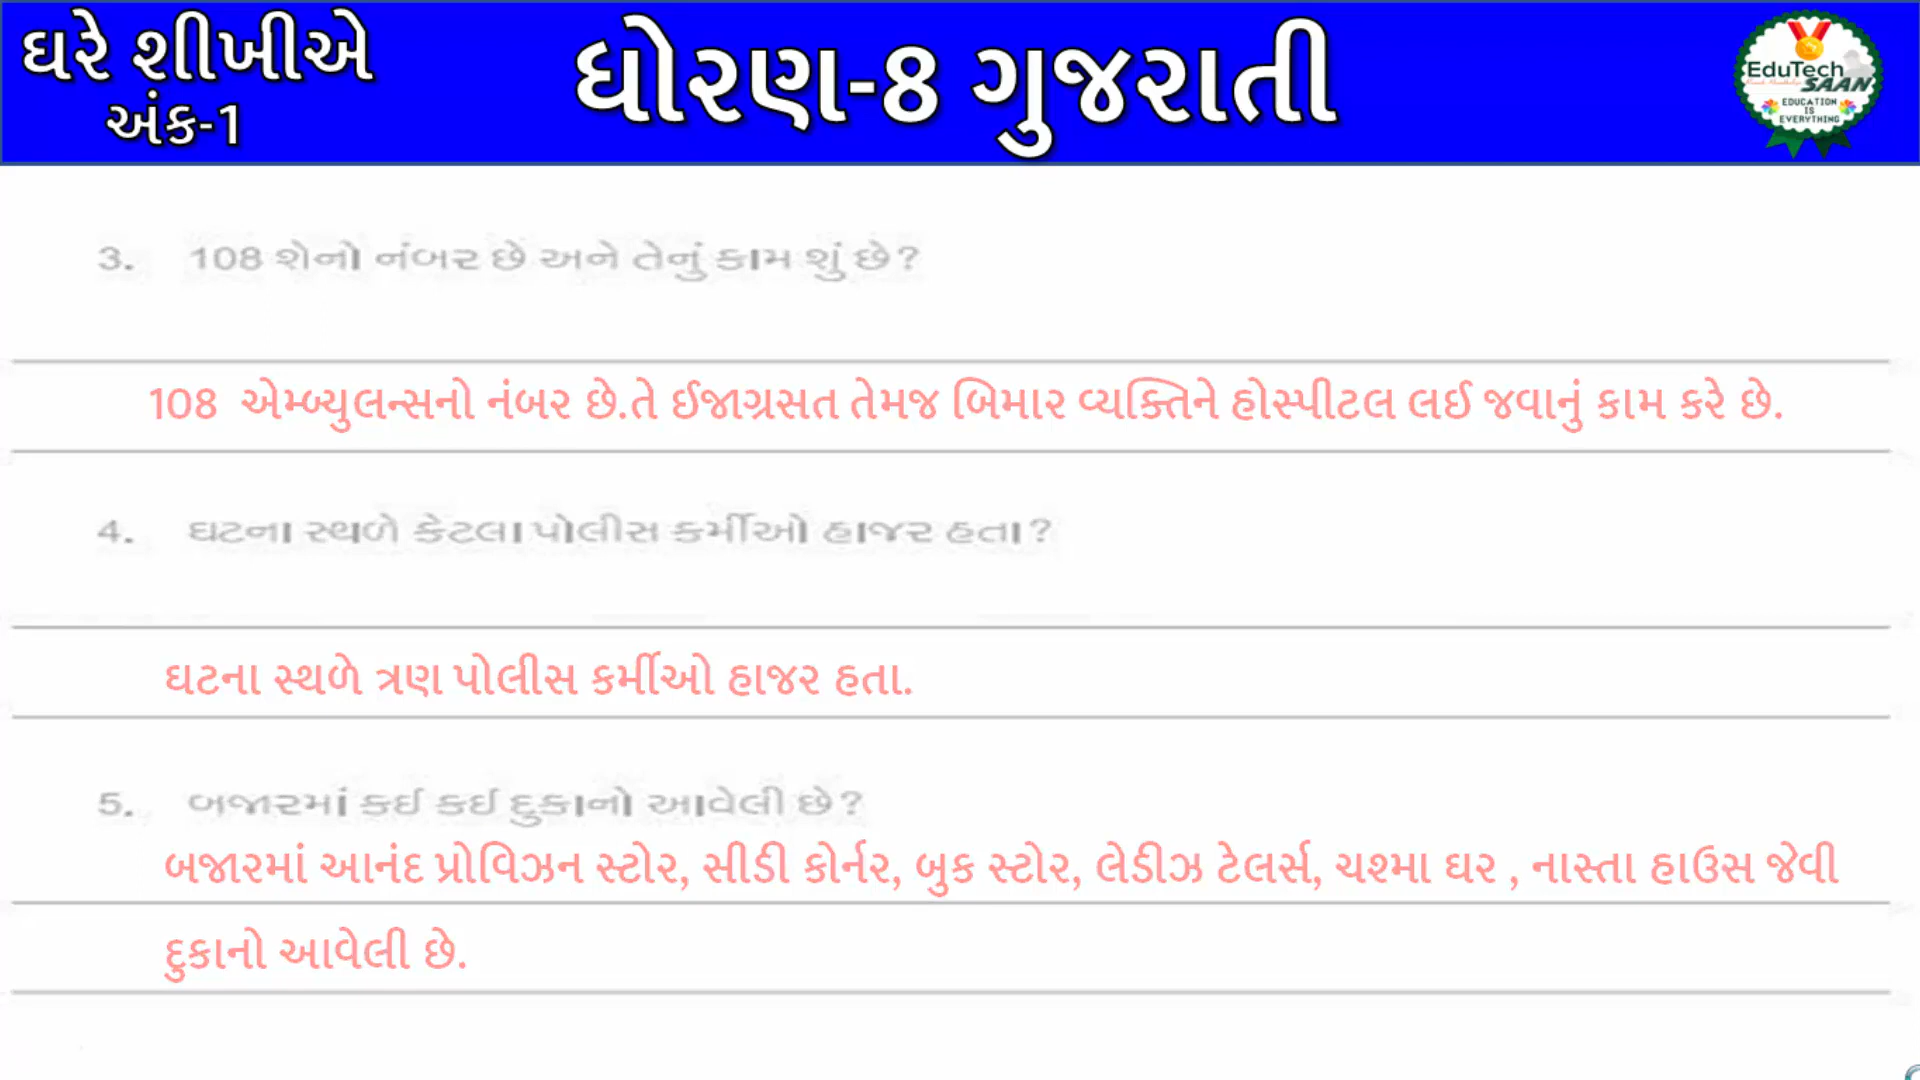 ઘરે શીખીએ
અંક-1
ધોરણ-8 ગુજરાતી
EduTech
SAAN
EDUCATION
IS
EVERYTHING
3. 108 શેનો નંબર છે અને તેનું કામ શું છે?
108 એમ્બ્યુલન્સનો નંબર છે.તે ઈજાગ્રસત તેમજ બિમાર વ્યક્તિને હોસ્પીટલ લઈ જવાનું કામ કરે છે.
4. ઘટના સ્થળે કેટલા પોલીસ કર્મીઓ હાજર હતા?
ઘટના સ્થળે ત્રણ પોલીસ કર્મીઓ હાજર હતા.
5. બજારમાં કઈ કઈ દુકાનો આવેલી છે?
બજારમાં આનંદ પ્રોવિઝન સ્ટોર, સીડી કોર્નર, બુક સ્ટોર, લેડીઝ ટેલર્સ, ચશ્મા ઘર , નાસ્તા હાઉસ જેવી
દુકાનો આવેલી છે.